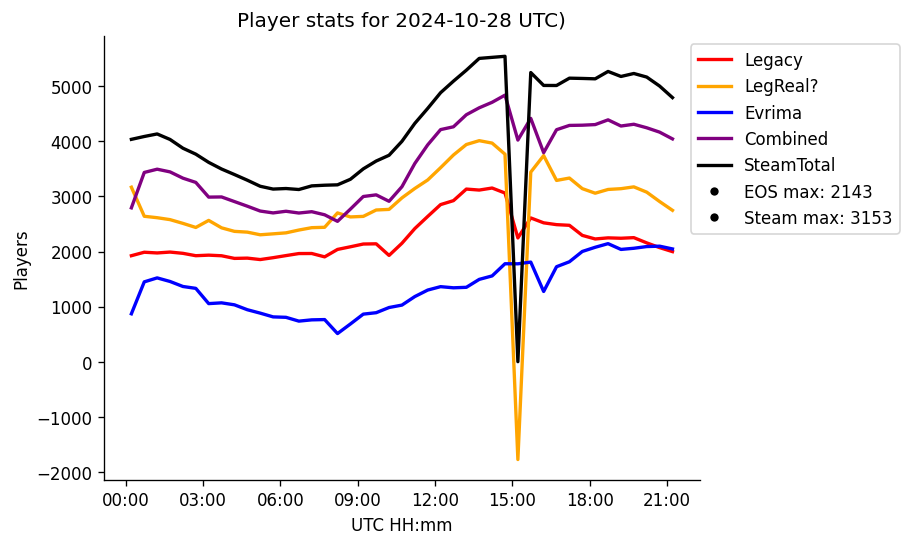 Player stats for 2024-10-28 UTC)
Legacy
LegReal?
Evrima
Combined
SteamTotal
EOS max: 2143
Steam max: 3153
Players
5000
4000
3000
2000
1000
0
−1000
−2000
00:00 03:00 06:00 09:00 12:00 15:00 18:00 21:00
UTC HH:mm